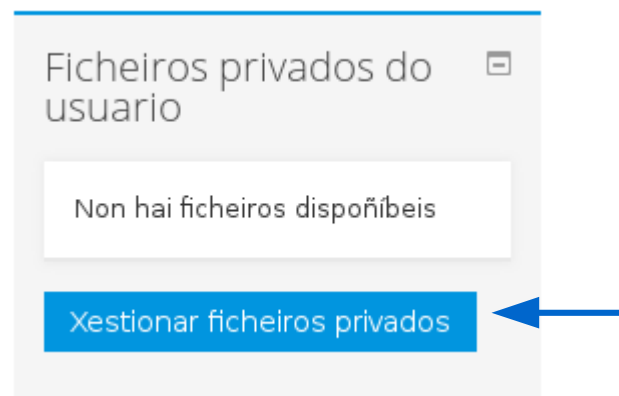 Ficheiros privados do
usuario
Non hai ficheiros dispoñíbeis
Xestionar ficheiros privados